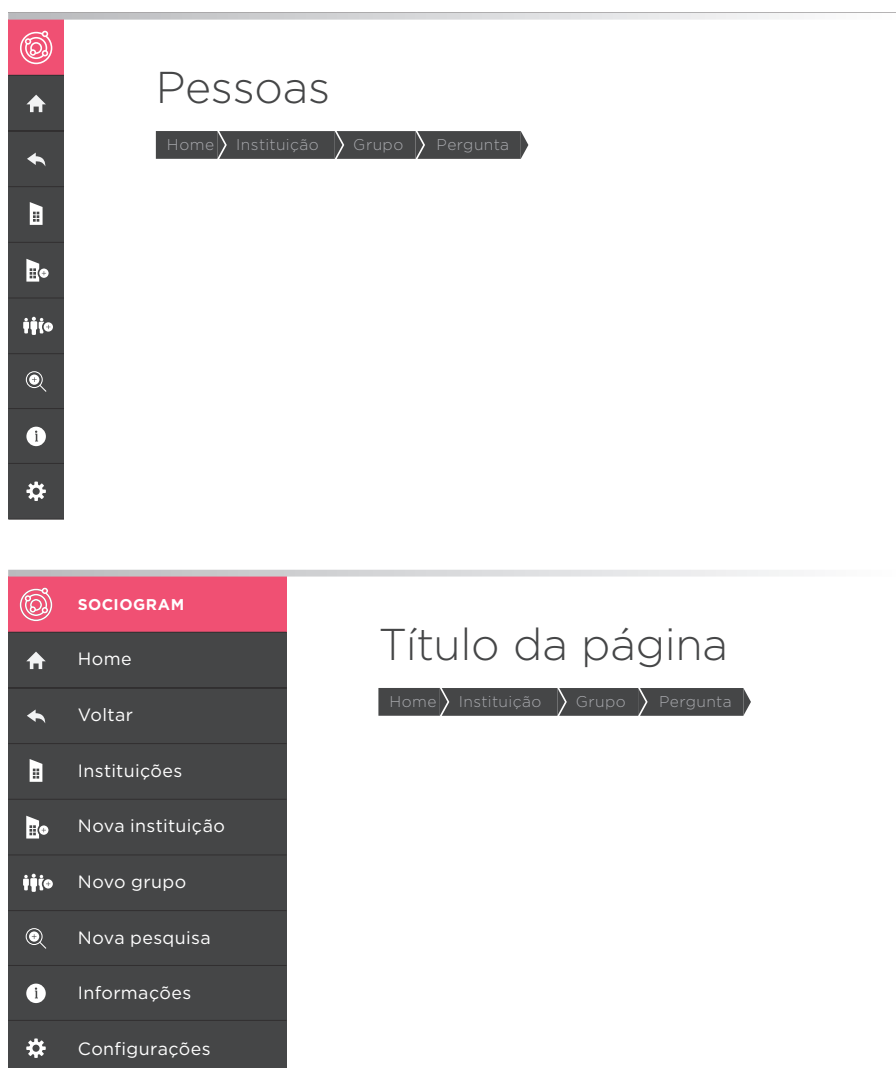 Pessoas
Home Instituição Grupo Pergunta
SOCIOGRAM
Título da página
Home
Home Instituição Grupo Pergunta
Voltar
Instituições
Nova instituição
Novo grupo
Nova pesquisa
Informações
Configurações